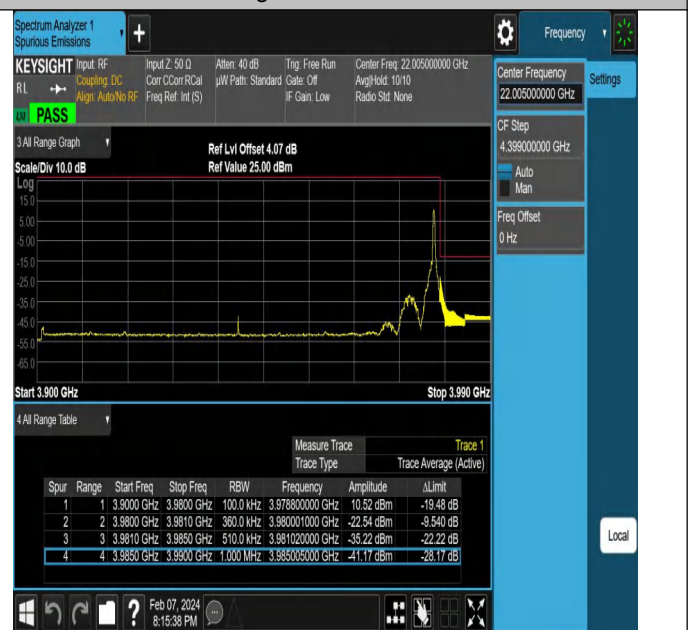 Spectrum Analyzer 1
Spurious Emissions
+
Frequency
KEYSIGHT Input: RF Input Z: 50 Ω Atten: 40 dB Trig: Free Run Center Freq: 22.005000000 GHz
RL Coupling: DC Corr CCorr RCal µW Path: Standard Gate: Off Avg|Hold: 10/10
Align: Auto/No RF Freq Ref: Int (S) IF Gain: Low Radio Std: None
LXI PASS
Center Frequency
22.005000000 GHz
Settings
CF Step
4.399000000 GHz
Auto
Man
Freq Offset
0 Hz
3 All Range Graph
Ref Lvl Offset 4.07 dB
Scale/Div 10.0 dB Ref Value 25.00 dBm
Log
15.0
5.00
-5.00
-15.0
-25.0
-35.0
-45.0
-55.0
-65.0
Start 3.900 GHz Stop 3.990 GHz
4 All Range Table
Measure Trace Trace 1
Trace Type Trace Average (Active)
Spur Range Start Freq Stop Freq RBW Frequency Amplitude ΔLimit
1 1 3.9000 GHz 3.9800 GHz 100.0 kHz 3.978800000 GHz 10.52 dBm -19.48 dB
2 2 3.9800 GHz 3.9810 GHz 360.0 kHz 3.980001000 GHz -22.54 dBm -9.540 dB
3 3 3.9810 GHz 3.9850 GHz 510.0 kHz 3.981020000 GHz -35.22 dBm -22.22 dB
4 4 3.9850 GHz 3.9900 GHz 1.000 MHz 3.985005000 GHz -41.17 dBm -28.17 dB
Local
? Feb 07, 2024
8:15:38 PM